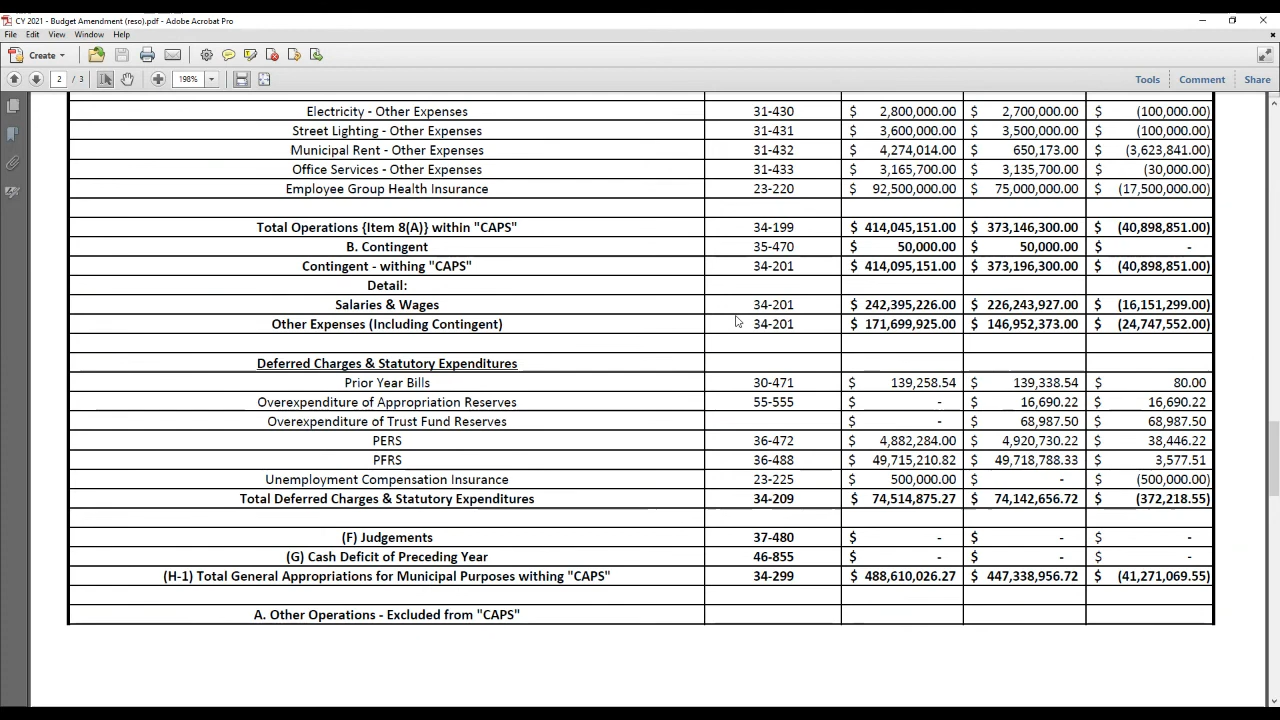 CY 2021 - Budget Amendment (reso).pdf - Adobe Acrobat Pro
File Edit View Window Help
Create
2 / 3 198% Tools Comment Share
Electricity - Other Expenses 31-430 $ 2,800,000.00 $ 2,700,000.00 $ (100,000.00)
Street Lighting - Other Expenses 31-431 $ 3,600,000.00 $ 3,500,000.00 $ (100,000.00)
Municipal Rent - Other Expenses 31-432 $ 4,274,014.00 $ 650,173.00 $ (3,623,841.00)
Office Services - Other Expenses 31-433 $ 3,165,700.00 $ 3,135,700.00 $ (30,000.00)
Employee Group Health Insurance 23-220 $ 92,500,000.00 $ 75,000,000.00 $ (17,500,000.00)
Total Operations {Item 8(A)} within "CAPS" 34-199 $ 414,045,151.00 $ 373,146,300.00 $ (40,898,851.00)
B. Contingent 35-470 $ 50,000.00 $ 50,000.00 $ -
Contingent - withing "CAPS" 34-201 $ 414,095,151.00 $ 373,196,300.00 $ (40,898,851.00)
Detail:
Salaries & Wages 34-201 $ 242,395,226.00 $ 226,243,927.00 $ (16,151,299.00)
Other Expenses (Including Contingent) 34-201 $ 171,699,925.00 $ 146,952,373.00 $ (24,747,552.00)
Deferred Charges & Statutory Expenditures
Prior Year Bills 30-471 $ 139,258.54 $ 139,338.54 $ 80.00
Overexpenditure of Appropriation Reserves 55-555 $ - $ 16,690.22 $ 16,690.22
Overexpenditure of Trust Fund Reserves $ - $ 68,987.50 $ 68,987.50
PERS 36-472 $ 4,882,284.00 $ 4,920,730.22 $ 38,446.22
PFRS 36-488 $ 49,715,210.82 $ 49,718,788.33 $ 3,577.51
Unemployment Compensation Insurance 23-225 $ 500,000.00 $ - $ (500,000.00)
Total Deferred Charges & Statutory Expenditures 34-209 $ 74,514,875.27 $ 74,142,656.72 $ (372,218.55)
(F) Judgements 37-480 $ - $ - $ -
(G) Cash Deficit of Preceding Year 46-855 $ - $ - $ -
(H-1) Total General Appropriations for Municipal Purposes withing "CAPS" 34-299 $ 488,610,026.27 $ 447,338,956.72 $ (41,271,069.55)
A. Other Operations - Excluded from "CAPS"